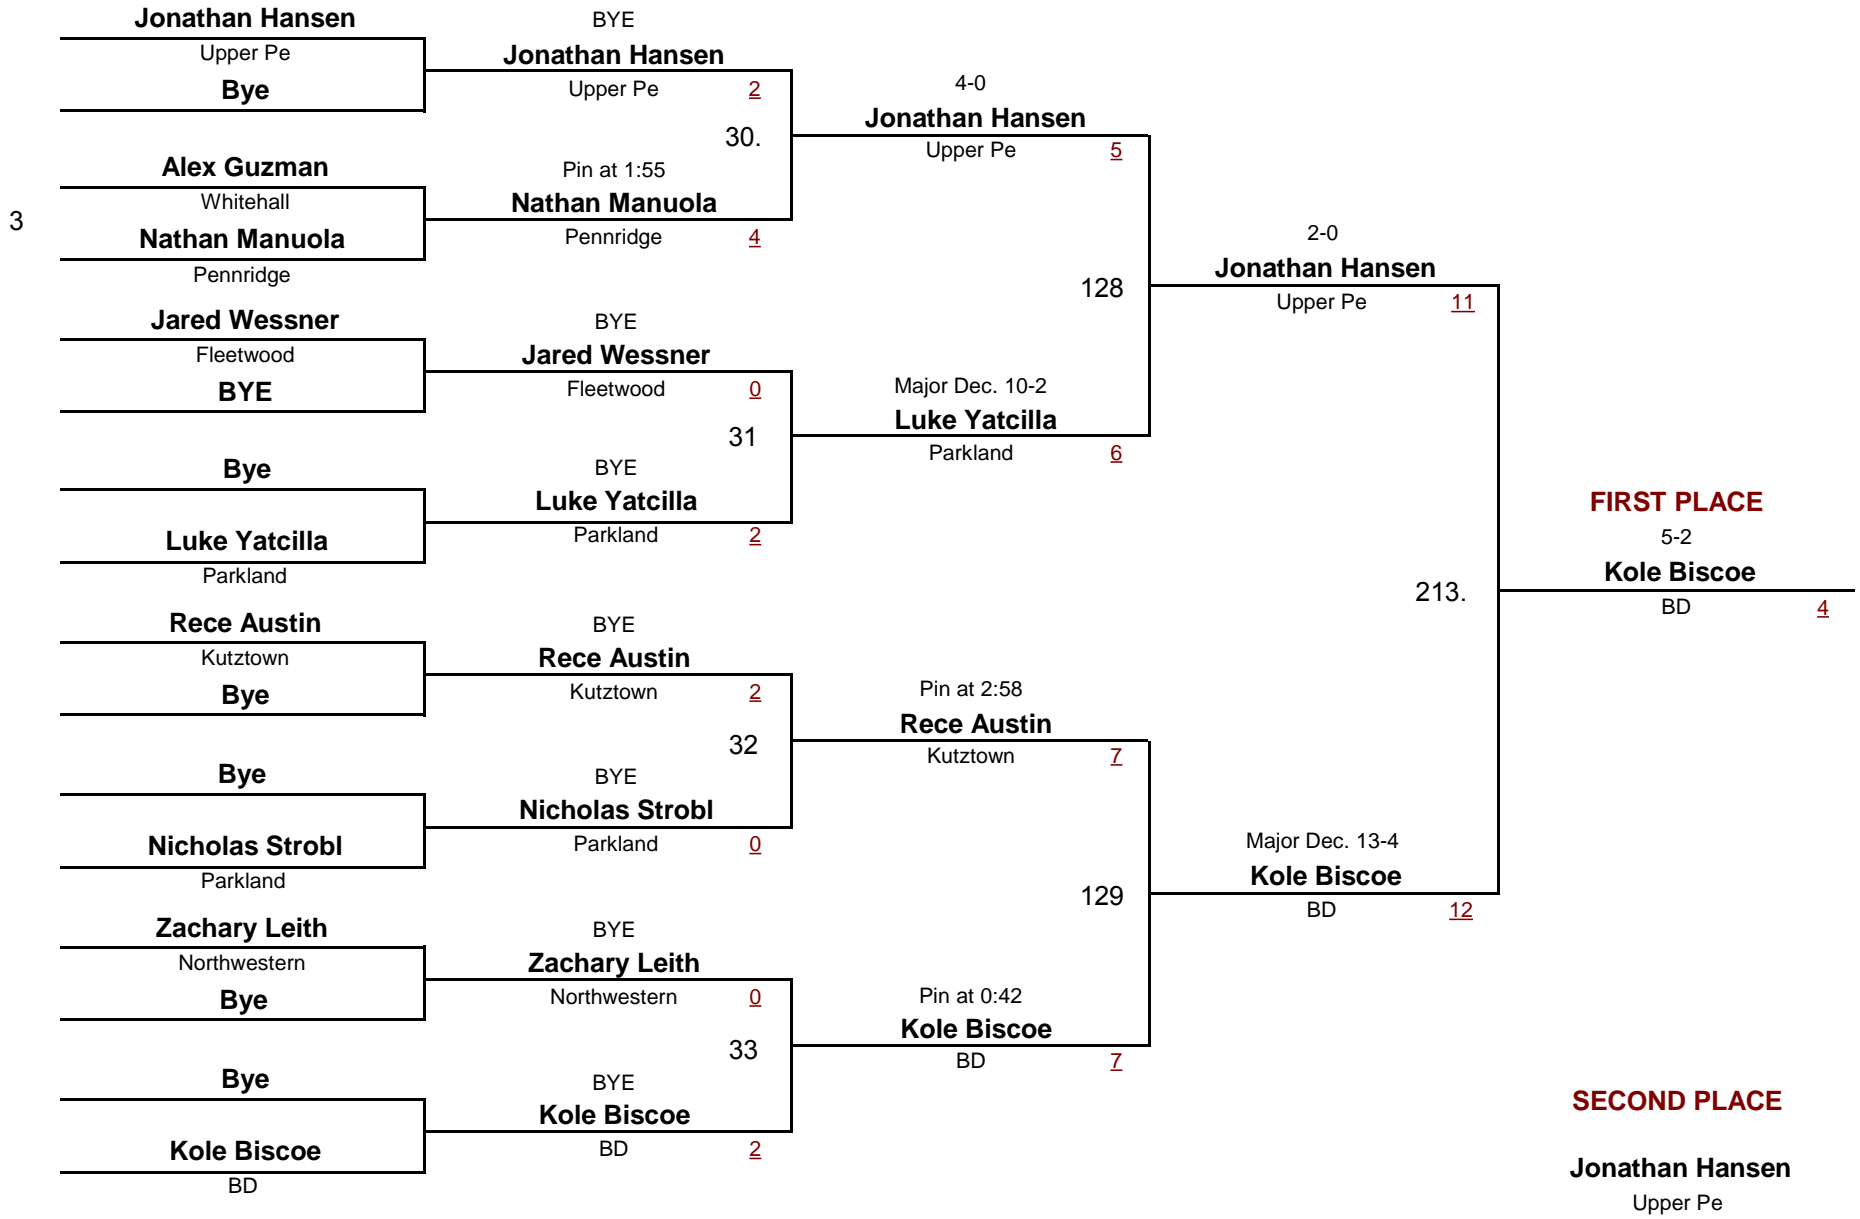 Jonathan Hansen
Upper Pe
Bye
Alex Guzman
Whitehall
3
Nathan Manuola
Pennridge
Jared Wessner
Fleetwood
BYE
Bye
Luke Yatcilla
Parkland
Rece Austin
Kutztown
Bye
Bye
Nicholas Strobl
Parkland
Zachary Leith
Northwestern
Bye
Bye
Kole Biscoe
BD
BYE
Jonathan Hansen
Upper Pe 2
30.
Pin at 1:55
Nathan Manuola
Pennridge 4
BYE
Jared Wessner
Fleetwood 0
31
BYE
Luke Yatcilla
Parkland 2
BYE
Rece Austin
Kutztown 2
32
BYE
Nicholas Strobl
Parkland 0
BYE
Zachary Leith
Northwestern 0
33
BYE
Kole Biscoe
BD 2
4-0
Jonathan Hansen
Upper Pe 5
128
Major Dec. 10-2
Luke Yatcilla
Parkland 6
Pin at 2:58
Rece Austin
Kutztown 7
129
Pin at 0:42
Kole Biscoe
BD 7
2-0
Jonathan Hansen
Upper Pe 11
213.
Major Dec. 13-4
Kole Biscoe
BD 12
FIRST PLACE
5-2
Kole Biscoe
BD 4
SECOND PLACE
Jonathan Hansen
Upper Pe